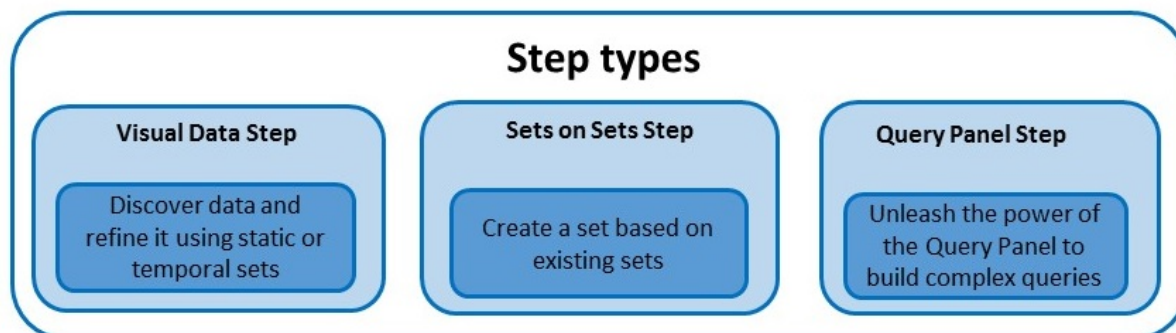 Step types
Visual Data Step
Discover data and
refine it using static or
temporal sets
Sets on Sets Step
Create a set based on
existing sets
Query Panel Step
Unleash the power of
the Query Panel to
build complex queries